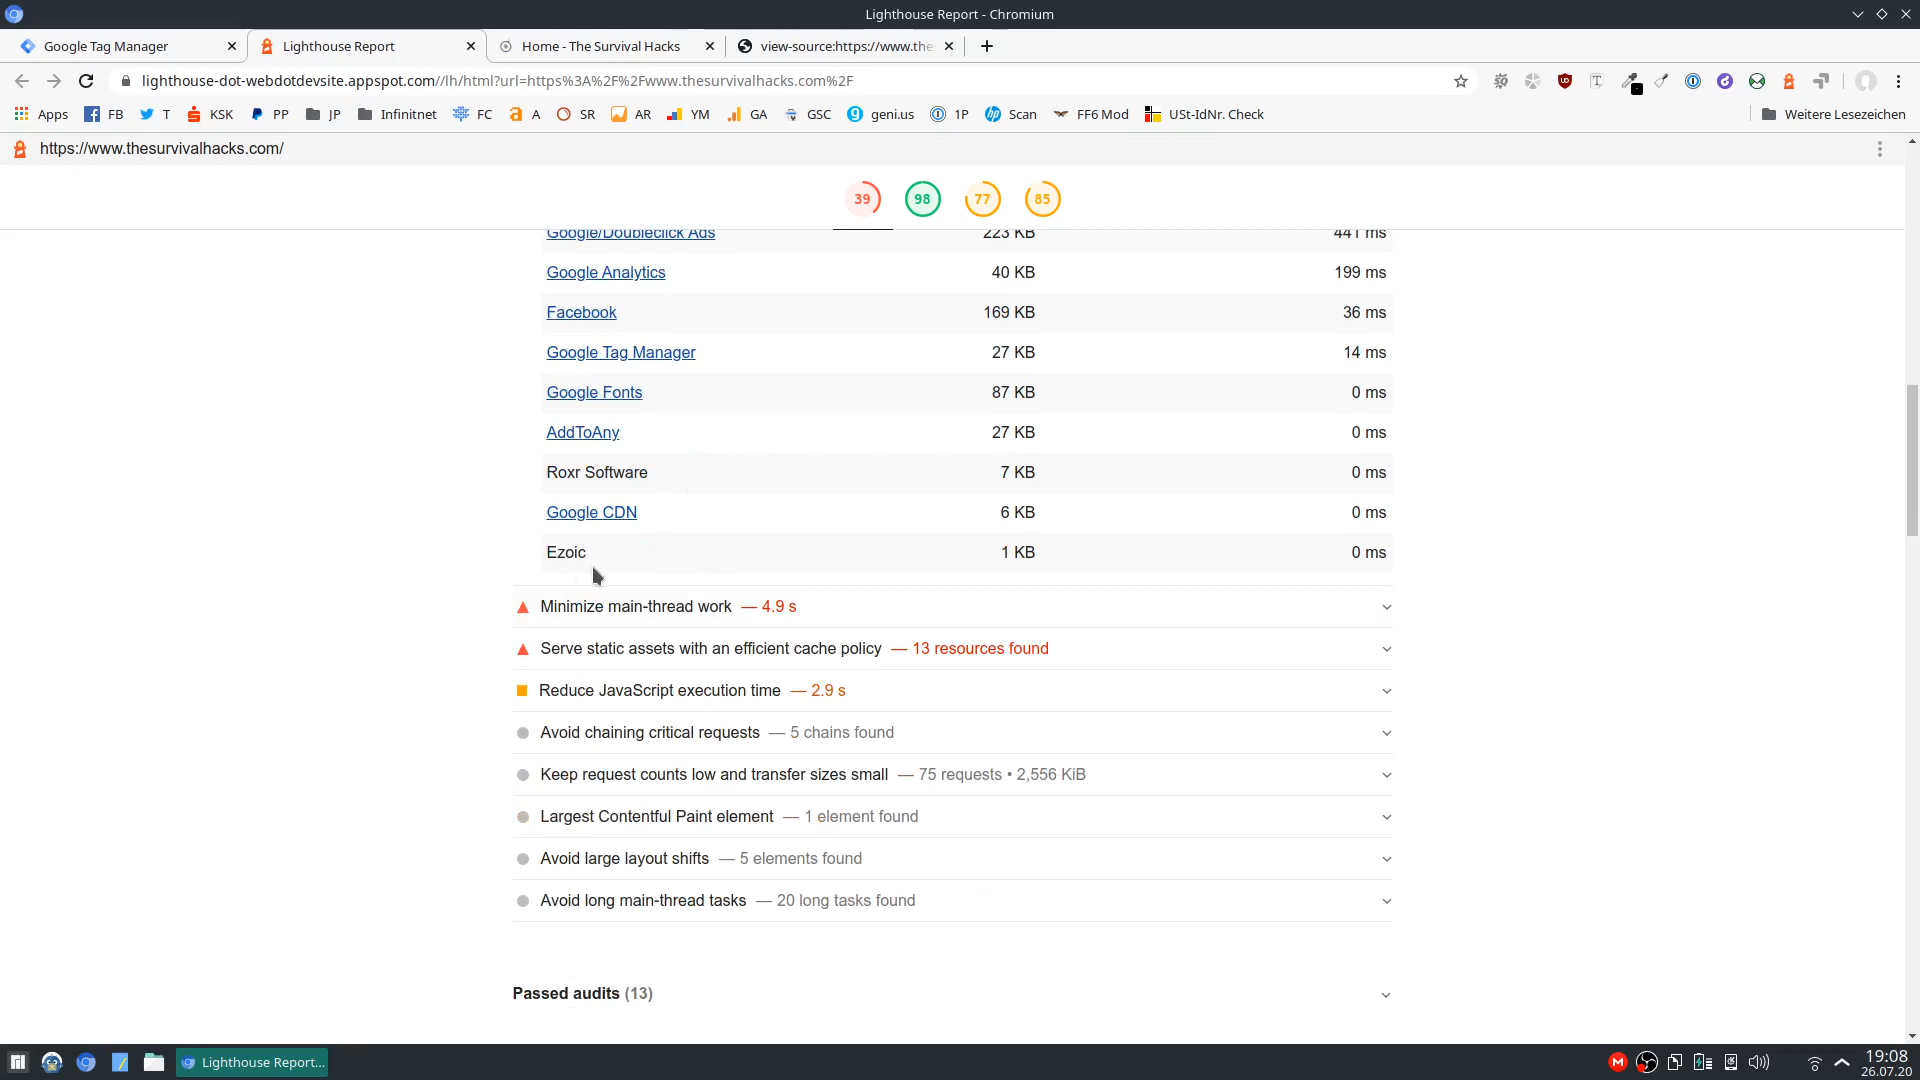 Lighthouse Report - Chromium
Google Tag Manager
Lighthouse Report
Home - The Survival Hacks
view-source:https://www.the
lighthouse-dot-webdotdevsite.appspot.com//lh/html?url=https%3A%2F%2Fwww.thesurvivalhacks.com%2F
Apps FB T KSK PP JP Infinitnet FC A SR AR YM GA GSC geni.us 1P Scan FF6 Mod USt-IdNr. Check Weitere Lesezeichen
https://www.thesurvivalhacks.com/
39 98 77 85
Google/Doubleclick Ads 223 KB 441 ms
Google Analytics 40 KB 199 ms
Facebook 169 KB 36 ms
Google Tag Manager 27 KB 14 ms
Google Fonts 87 KB 0 ms
AddToAny 27 KB 0 ms
Roxr Software 7 KB 0 ms
Google CDN 6 KB 0 ms
Ezoic 1 KB 0 ms
Minimize main-thread work — 4.9 s
Serve static assets with an efficient cache policy — 13 resources found
Reduce JavaScript execution time — 2.9 s
Avoid chaining critical requests — 5 chains found
Keep request counts low and transfer sizes small — 75 requests • 2,556 KiB
Largest Contentful Paint element — 1 element found
Avoid large layout shifts — 5 elements found
Avoid long main-thread tasks — 20 long tasks found
Passed audits (13)
Lighthouse Report...
19:08
26.07.20